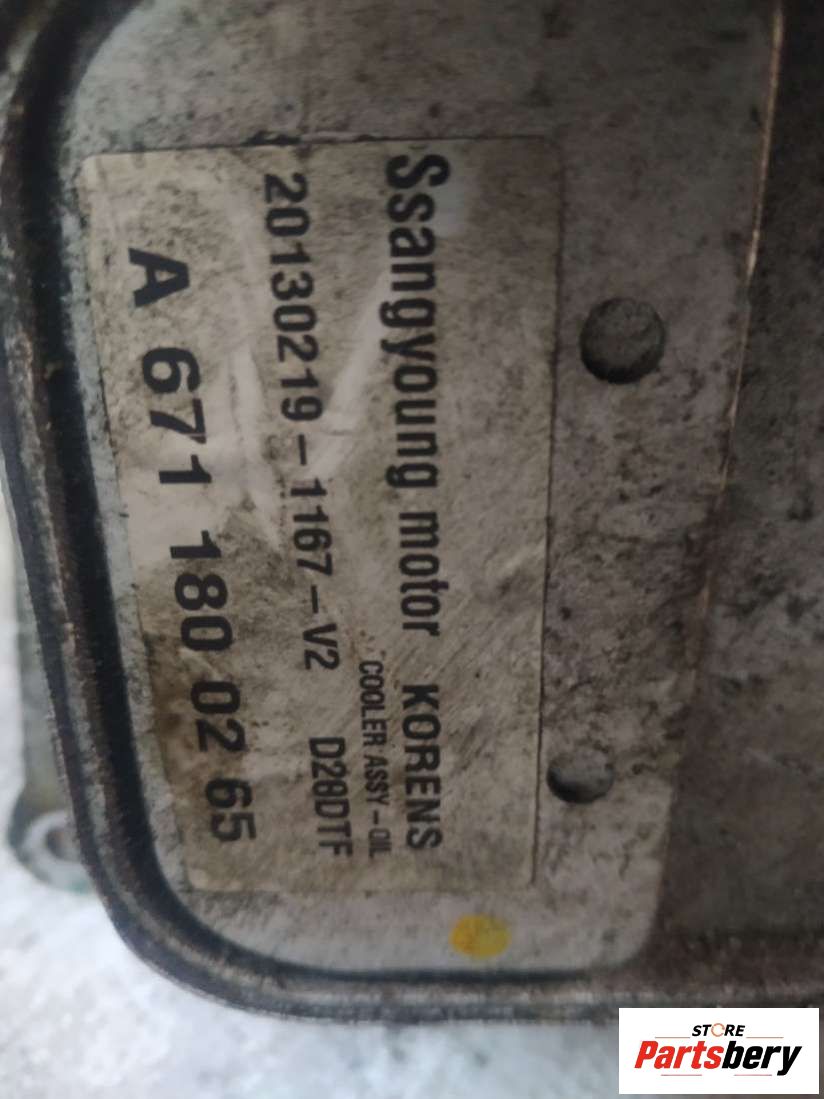 Ssangyoung motor KORENS
COOLER ASSY-OIL
20130219-1167-V2 D20DTF
A 671 180 02 65
STORE
Partsbery